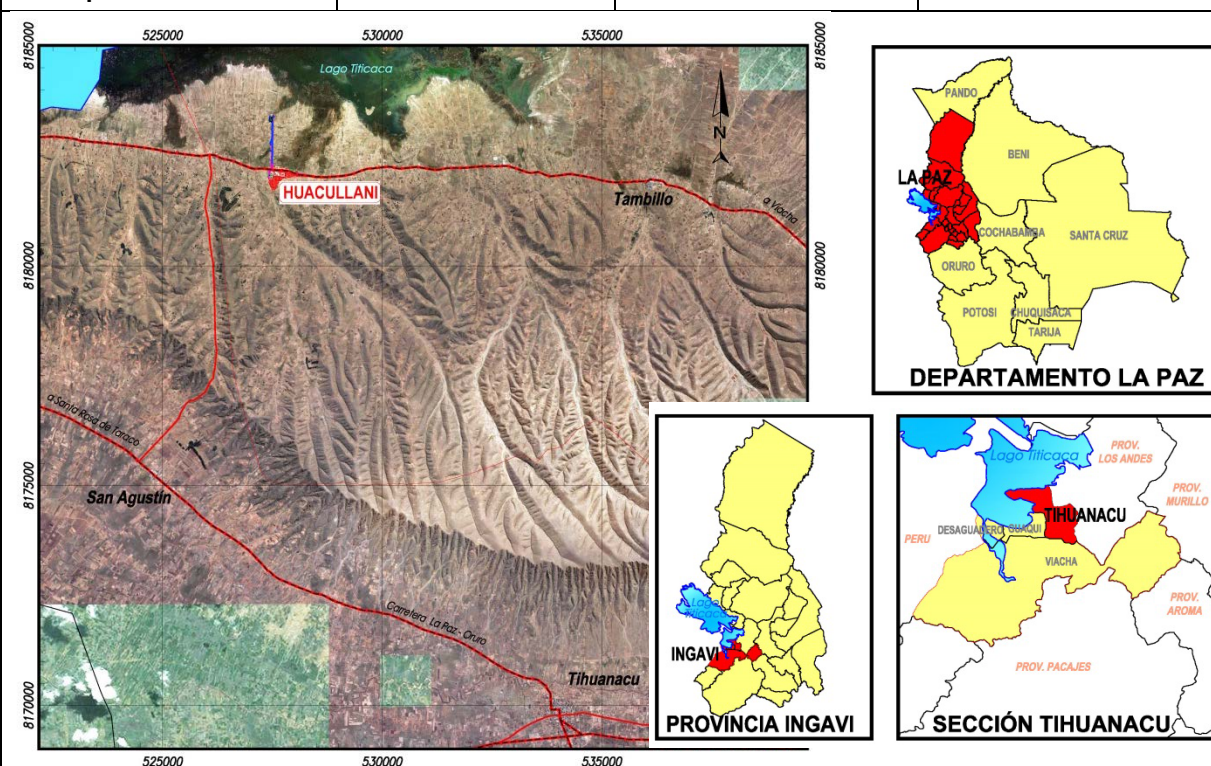 525000
530000
535000
8185000
8185000
Lago Titicaca
N
HUACULLANI
Tambillo
a Viacha
8180000
8180000
a Santa Rosa de Taraco
8175000
San Agustín
Carretera La Paz - Oruro
Tihuanacu
8170000
525000
530000
535000
PANDO
BENI
LA PAZ
COCHABAMBA
SANTA CRUZ
ORURO
POTOSI
CHUQUISACA
TARIJA
DEPARTAMENTO LA PAZ
Lago
Titicaca
INGAVI
PROVINCIA INGAVI
Lago Titicaca
PROV.
LOS ANDES
PROV.
MURILLO
TIHUANACU
DESAGUADERO
GUAQUI
PERU
VIACHA
PROV.
AROMA
PROV. PACAJES
SECCIÓN TIHUANACU